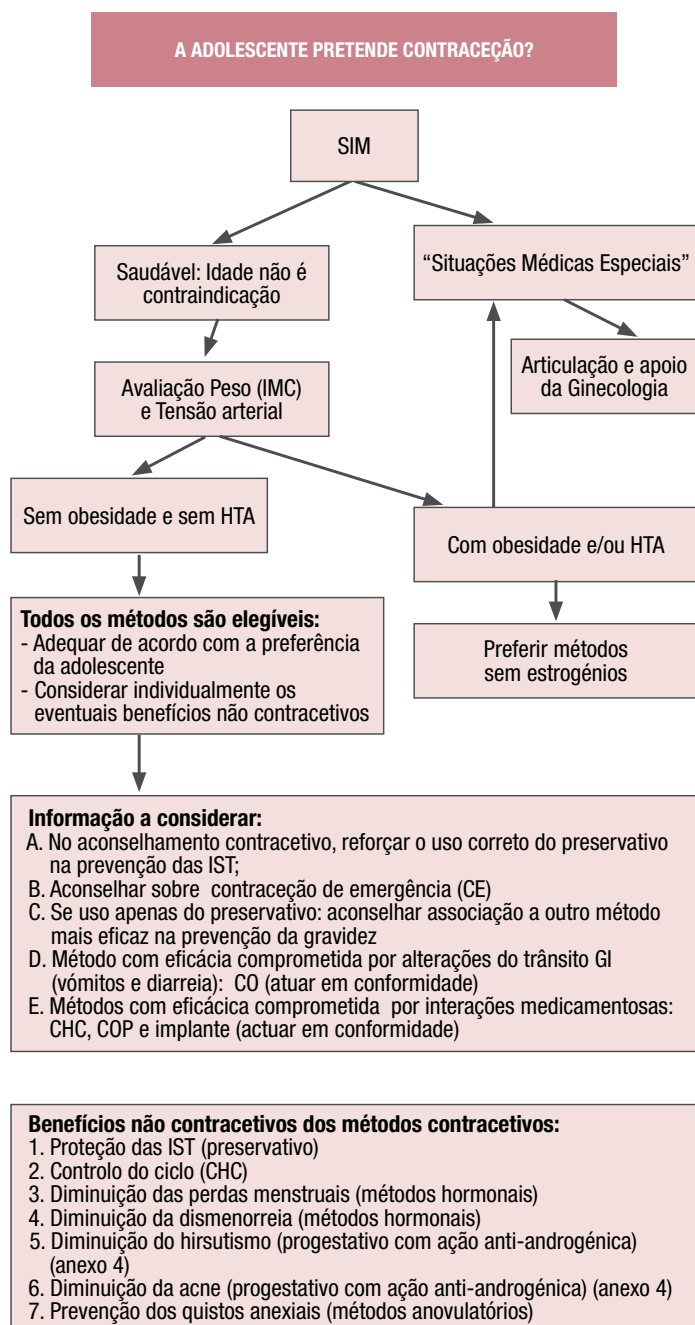 A ADOLESCENTE PRETENDE CONTRACEÇÃO?
SIM
Saudável: Idade não é
contraindicação
“Situações Médicas Especiais”
Avaliação Peso (IMC)
e Tensão arterial
Articulação e apoio
da Ginecologia
Sem obesidade e sem HTA
Com obesidade e/ou HTA
Todos os métodos são elegíveis:
- Adequar de acordo com a preferência
da adolescente
- Considerar individualmente os
eventuais benefícios não contracetivos
Preferir métodos
sem estrogénios
Informação a considerar:
A. No aconselhamento contracetivo, reforçar o uso correto do preservativo
na prevenção das IST;
B. Aconselhar sobre contraceção de emergência (CE)
C. Se uso apenas do preservativo: aconselhar associação a outro método
mais eficaz na prevenção da gravidez
D. Método com eficácia comprometida por alterações do trânsito GI
(vómitos e diarreia): CO (atuar em conformidade)
E. Métodos com eficácica comprometida por interações medicamentosas:
CHC, COP e implante (actuar em conformidade)
Benefícios não contracetivos dos métodos contracetivos:
1. Proteção das IST (preservativo)
2. Controlo do ciclo (CHC)
3. Diminuição das perdas menstruais (métodos hormonais)
4. Diminuição da dismenorreia (métodos hormonais)
5. Diminuição do hirsutismo (progestativo com ação anti-androgénica)
(anexo 4)
6. Diminuição da acne (progestativo com ação anti-androgénica) (anexo 4)
7. Prevenção dos quistos anexiais (métodos anovulatórios)